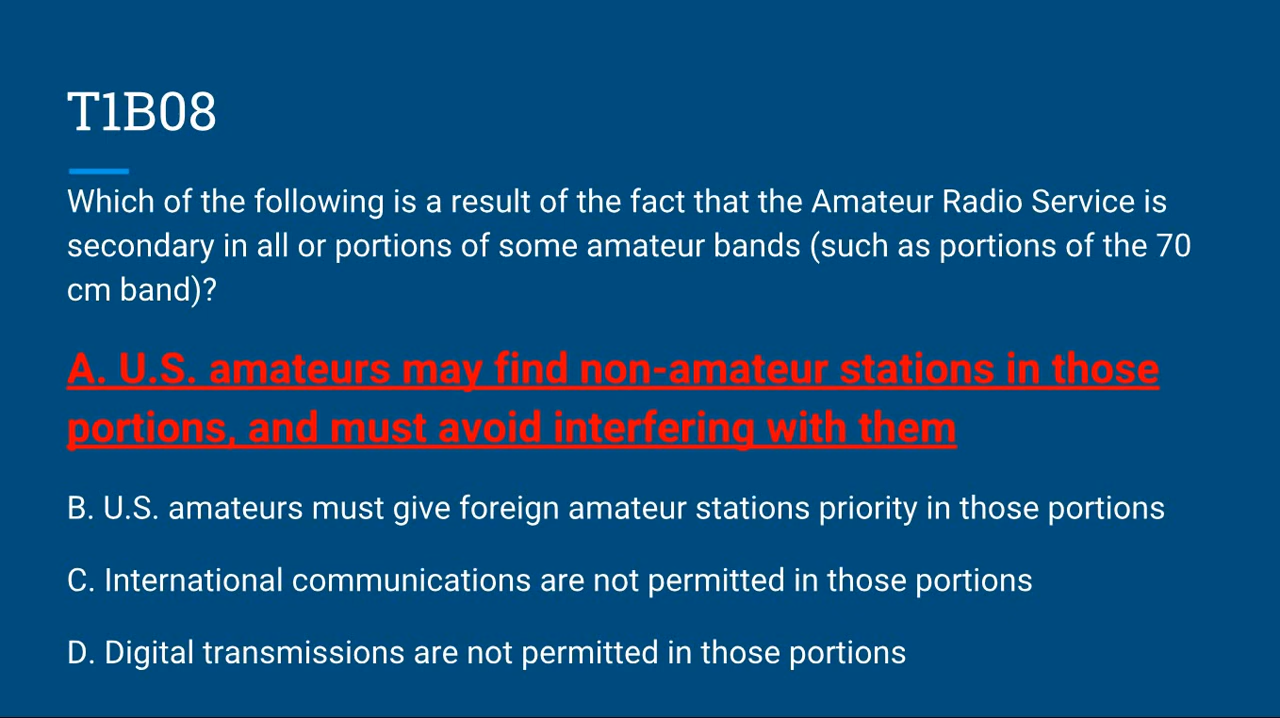 T1B08
Which of the following is a result of the fact that the Amateur Radio Service is
secondary in all or portions of some amateur bands (such as portions of the 70
cm band)?
A. U.S. amateurs may find non-amateur stations in those
portions, and must avoid interfering with them
B. U.S. amateurs must give foreign amateur stations priority in those portions
C. International communications are not permitted in those portions
D. Digital transmissions are not permitted in those portions